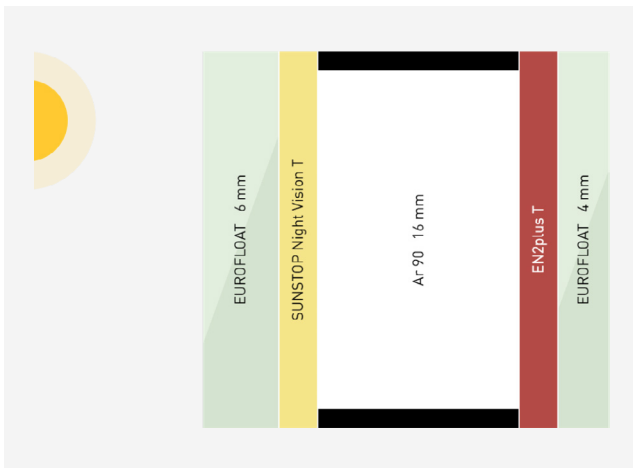 EUROFLOAT 6 mm
SUNSTOP Night Vision T
Ar 90 16 mm
EN2plus T
EUROFLOAT 4 mm